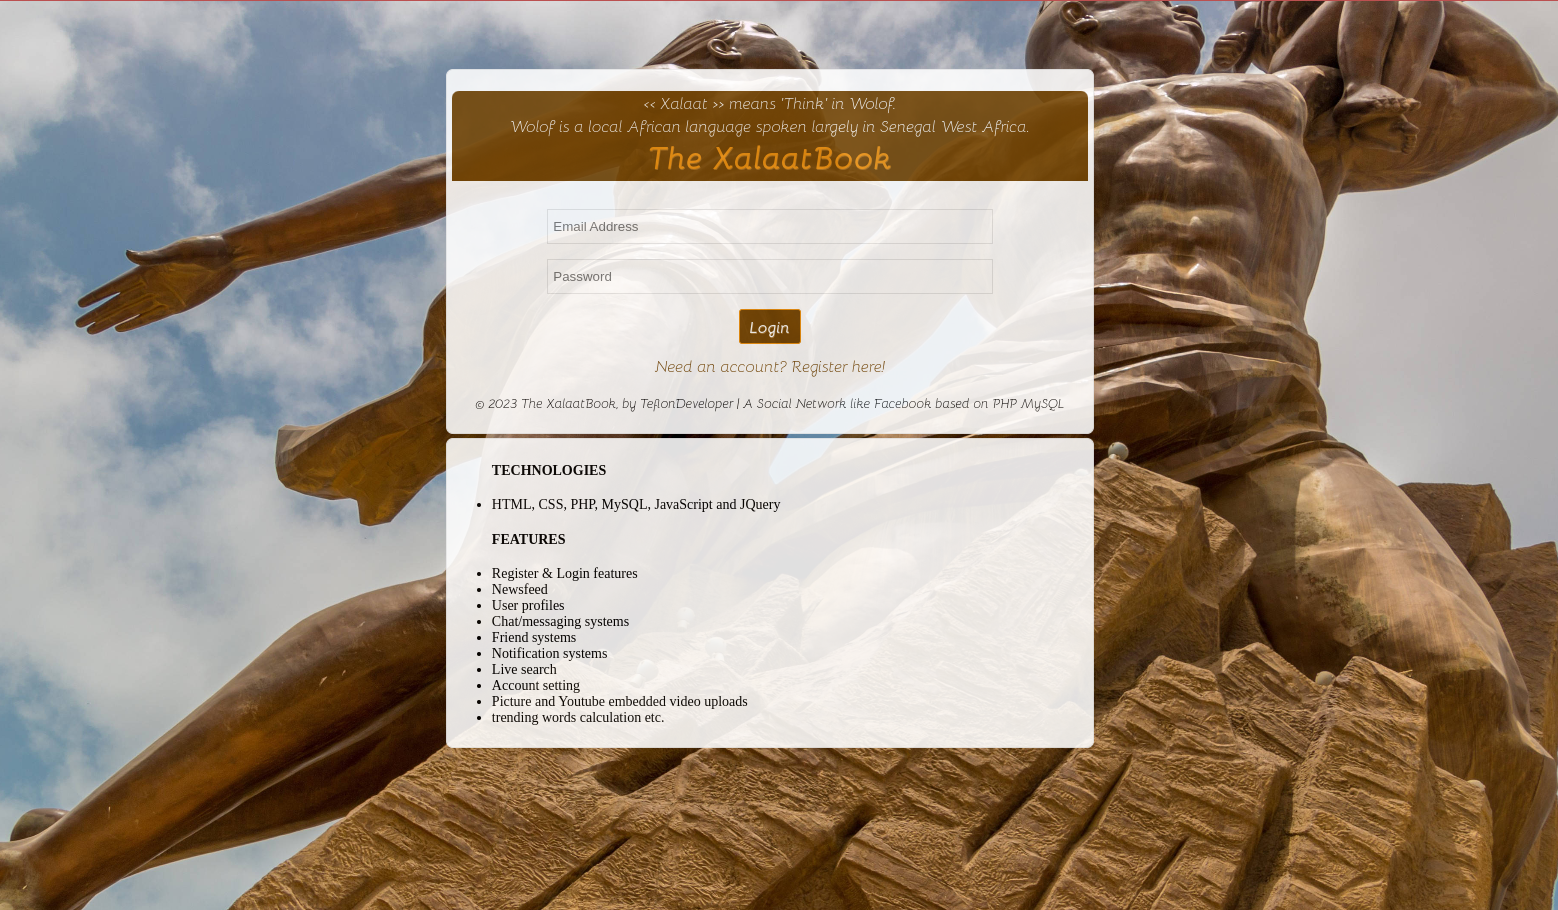 << Xalaat >> means 'Think' in Wolof.
Wolof is a local African language spoken largely in Senegal West Africa.
The XalaatBook
Email Address
Password
Login
Need an account? Register here!
© 2023 The XalaatBook, by TeflonDeveloper | A Social Network like Facebook based on PHP MySQL
TECHNOLOGIES
• HTML, CSS, PHP, MySQL, JavaScript and JQuery
FEATURES
• Register & Login features
• Newsfeed
• User profiles
• Chat/messaging systems
• Friend systems
• Notification systems
• Live search
• Account setting
• Picture and Youtube embedded video uploads
• trending words calculation etc.